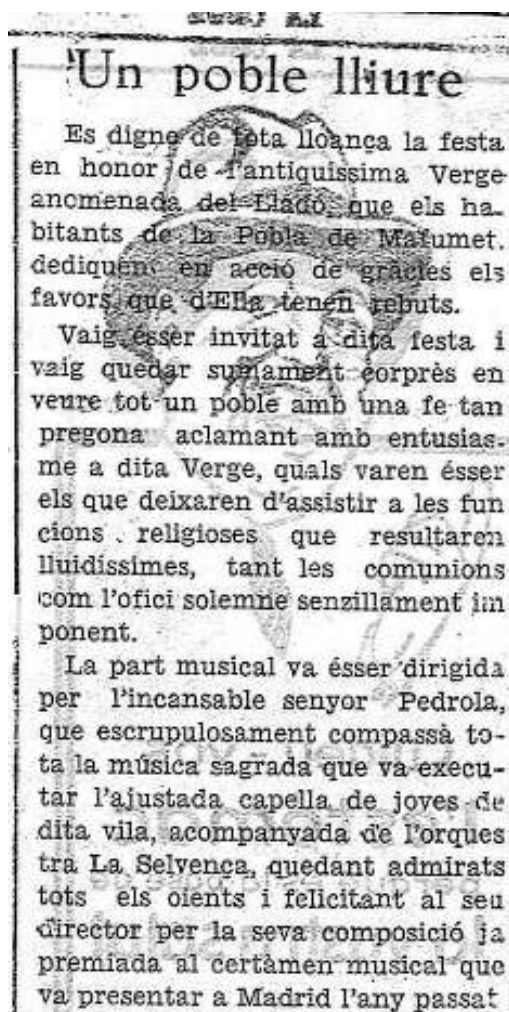 Un poble lliure
Es digne de tota lloança la festa
en honor de l'antiquissima Verge
anomenada del Lladó, que els ha-
bitants de la Pobla de Mafumet,
dediquen en acció de gràcies els
favors que d'Ella tenen rebuts.
Vaig ésser invitat a dita festa i
vaig quedar sumament corprès en
veure tot un poble amb una fe tan
pregona aclamant amb entusias-
me a dita Verge, quals varen ésser
els que deixaren d'assistir a les fun
cions religioses que resultaren
lluidíssimes, tant les comunions
com l'ofici solemne senzillament im
ponent.
La part musical va ésser dirigida
per l'incansable senyor Pedrola,
que escrupulosament compassà to-
ta la música sagrada que va execu-
tar l'ajustada capella de joves de
dita vila, acompanyada de l'orques
tra La Selvença, quedant admirats
tots els oients i felicitant al seu
director per la seva composició ja
premiada al certàmen musical que
va presentar a Madrid l'any passat